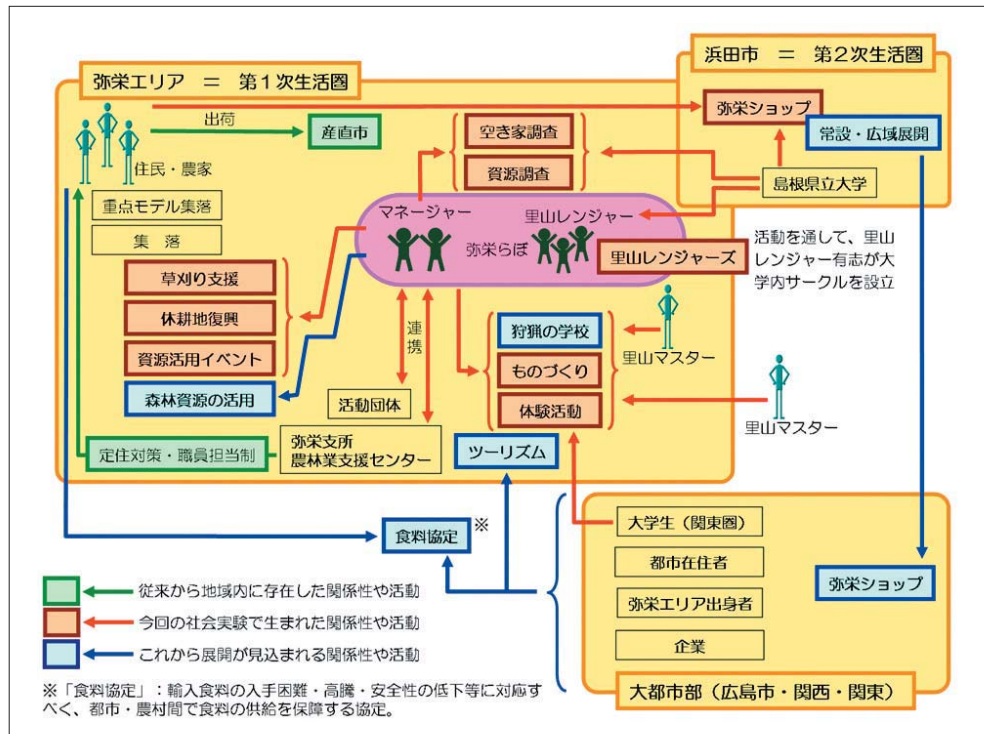 弥栄エリア ＝ 第１次生活圏
浜田市 ＝ 第２次生活圏
出荷
産直市
住民・農家
重点モデル集落
集 落
空き家調査
資源調査
弥栄ショップ
常設・広域展開
島根県立大学
マネージャー
里山レンジャー
弥栄らぼ
里山レンジャーズ
活動を通して、里山
レンジャー有志が大
学内サークルを設立
草刈り支援
休耕地復興
資源活用イベント
森林資源の活用
連携
狩猟の学校
ものづくり
体験活動
里山マスター
里山マスター
活動団体
定住対策・職員担当制
弥栄支所
農林業支援センター
ツーリズム
食料協定
※
大学生（関東圏）
都市在住者
弥栄エリア出身者
企業
弥栄ショップ
大都市部（広島市・関西・関東）
従来から地域内に存在した関係性や活動
今回の社会実験で生まれた関係性や活動
これから展開が見込まれる関係性や活動
※「食料協定」：輸入食料の入手困難・高騰・安全性の低下等に対応す
べく、都市・農村間で食料の供給を保障する協定。